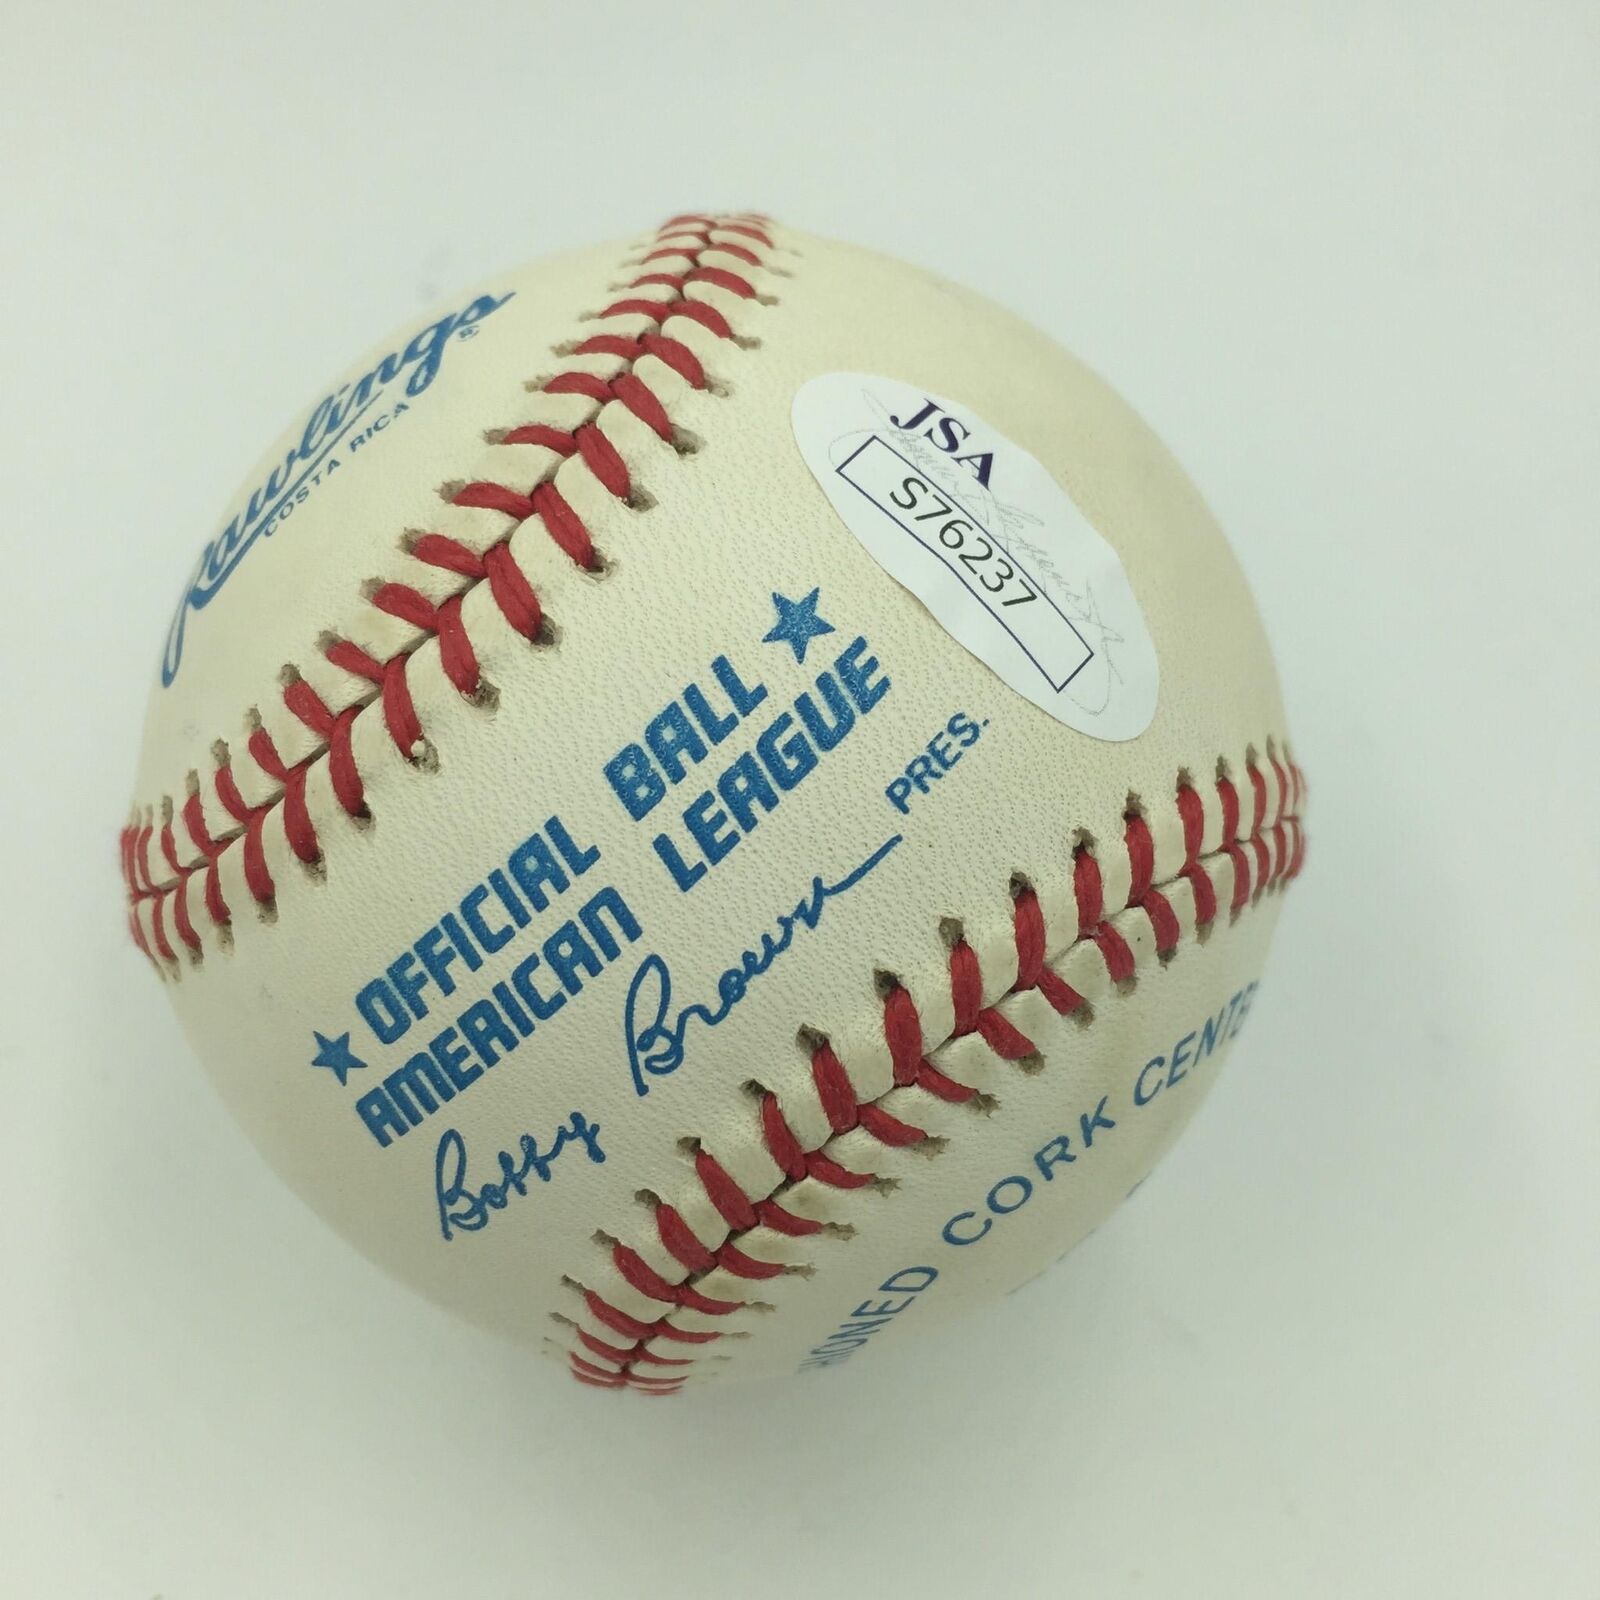 Rawlings®
COSTA RICA
JSA
S76237
OFFICIAL BALL
AMERICAN LEAGUE
Bobby Brown PRES.
CORK CENTE